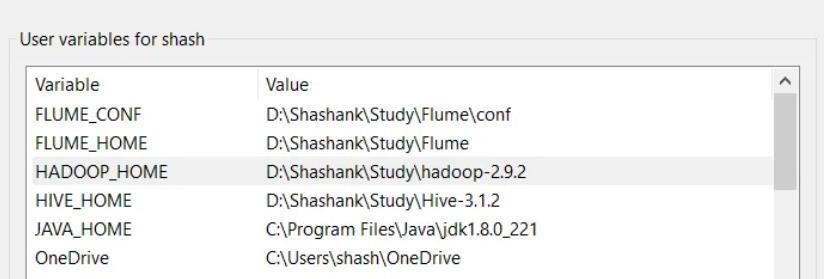 User variables for shash
Variable Value
FLUME_CONF D:\Shashank\Study\Flume\conf
FLUME_HOME D:\Shashank\Study\Flume
HADOOP_HOME D:\Shashank\Study\hadoop-2.9.2
HIVE_HOME D:\Shashank\Study\Hive-3.1.2
JAVA_HOME C:\Program Files\Java\jdk1.8.0_221
OneDrive C:\Users\shash\OneDrive